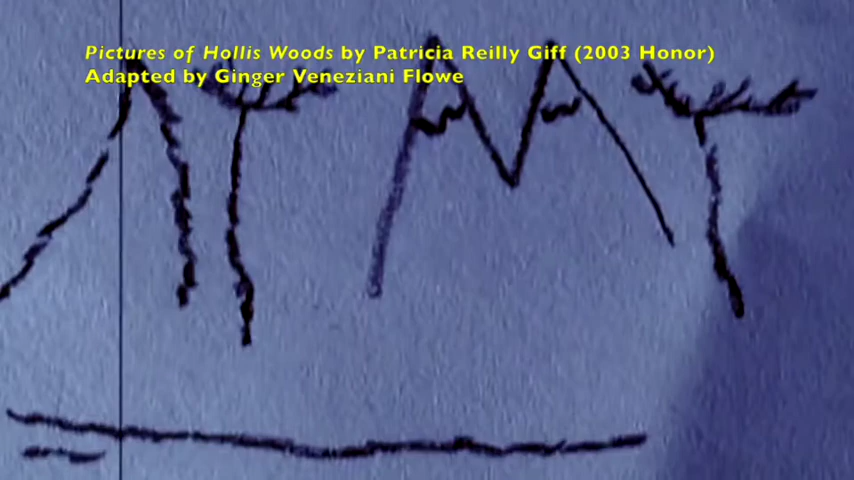 Pictures of Hollis Woods by Patricia Reilly Giff (2003 Honor)
Adapted by Ginger Veneziani Flowe